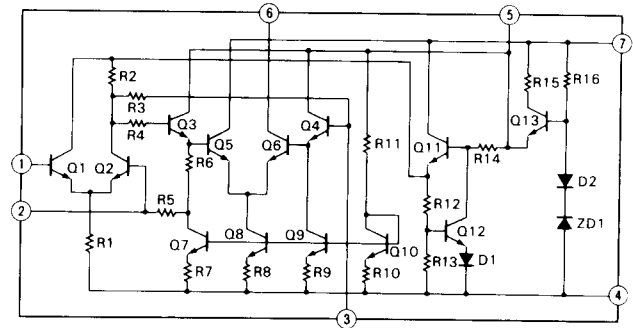 6 5
7
R2 R15 R16
R3
R4 Q3 Q4 Q13
1 Q1 Q2 Q5 Q6 R11 Q11 R14
R6
D2
2 R5 R12
ZD1
R1 Q7 Q8 Q9 Q10 Q12
R7 R8 R9 R10 R13 D1
4
3